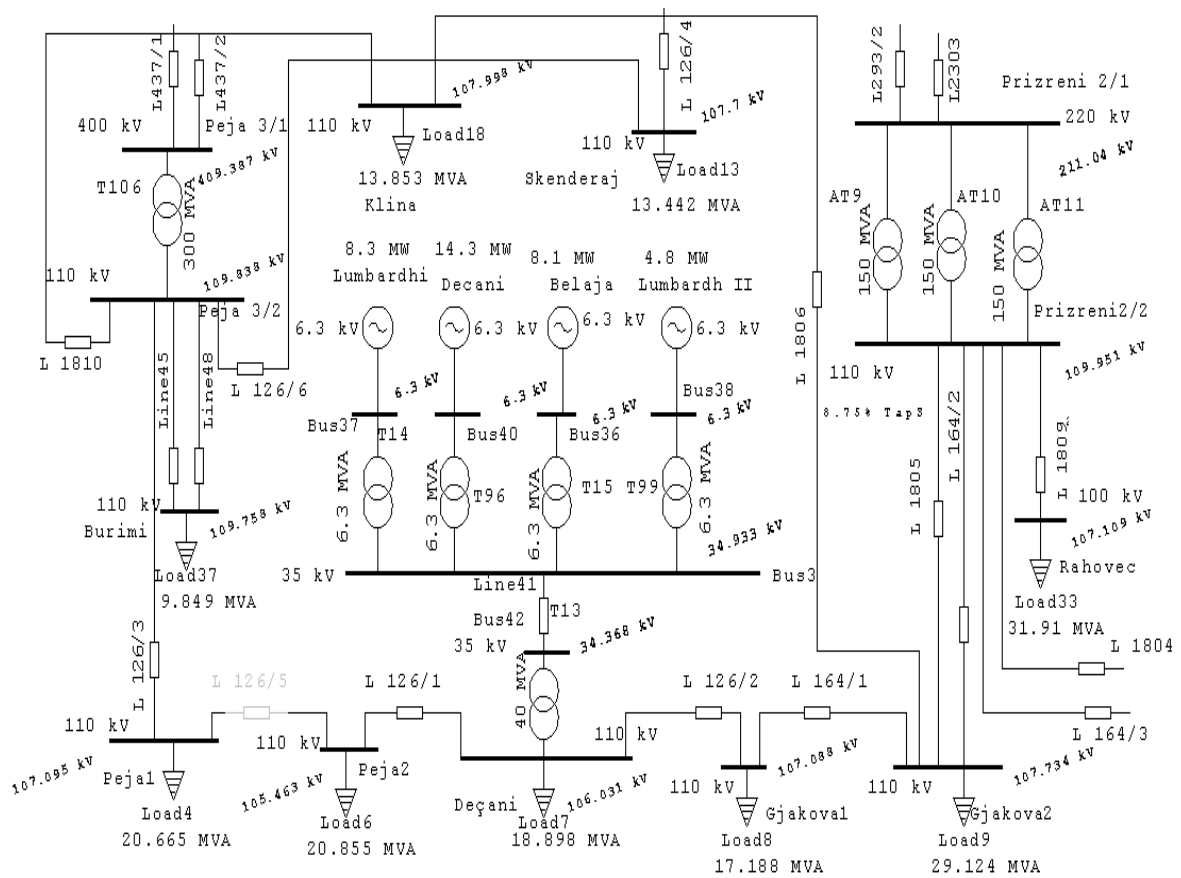 L437/1
L437/2
L 126/4
L293/2
L2303
Prizreni 2/1
107.998 kV
107.7 kV
400 kV
Peja 3/1
110 kV
Load18
110 kV
220 kV
409.387 kV
211.04 kV
T106
13.853 MVA
Klina
Skenderaj
Load13
13.442 MVA
AT9
AT10
AT11
300 MVA
150 MVA
150 MVA
150 MVA
8.3 MW
14.3 MW
8.1 MW
4.8 MW
Lumbardhi
Decani
Belaja
Lumbardh II
110 kV
109.838 kV
Peja 3/2
Prizreni2/2
6.3 kV
6.3 kV
6.3 kV
6.3 kV
L 1806
L 1810
L 126/6
Line45
Line48
110 kV
109.951 kV
6.3 kV
6.3 kV
6.3 kV
6.3 kV
Bus38
8.75% Tap3
Bus37
T14
Bus40
Bus36
L 1805
L 164/2
L 1809
6.3 MVA
6.3 MVA
T96
6.3 MVA
T15
T99
6.3 MVA
110 kV
Burimi
109.758 kV
100 kV
107.109 kV
34.933 kV
Load37
9.849 MVA
35 kV
Line41
Bus3
Rahovec
Load33
31.91 MVA
Bus42
T13
35 kV
34.368 kV
L 1804
L 126/3
L 126/5
L 126/1
40 MVA
L 126/2
L 164/1
L 164/3
110 kV
110 kV
110 kV
107.095 kV
Peja1
105.463 kV
Peja2
106.031 kV
110 kV
107.088 kV
110 kV
107.734 kV
Load4
20.665 MVA
Load6
20.855 MVA
Deçani
Load7
18.898 MVA
Gjakova1
Load8
17.188 MVA
Gjakova2
Load9
29.124 MVA